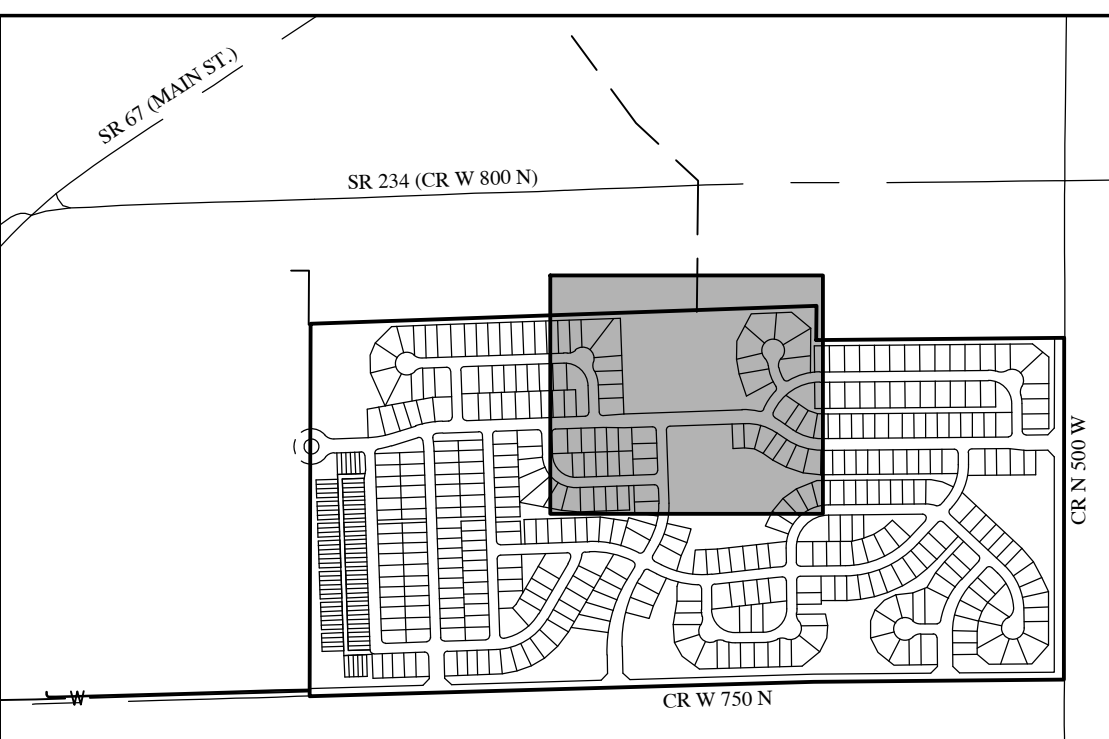 SR 67 (MAIN ST.)
SR 234 (CR W 800 N)
CR N 500 W
W
CR W 750 N